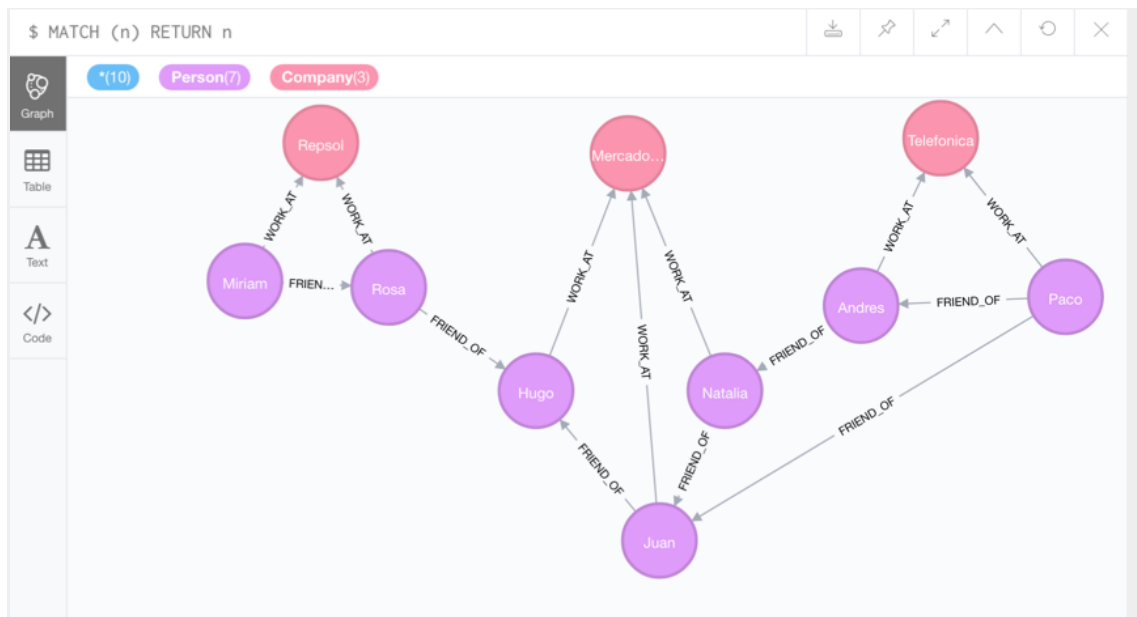 $ MATCH (n) RETURN n
*(10) Person(7) Company(3)
Graph
Table
Text
Code
Repsol
Mercado...
Telefonica
WORK_AT
WORK_AT
WORK_AT
WORK_AT
Miriam
FRIEN...
Rosa
WORK_AT
WORK_AT
WORK_AT
Andres
FRIEND_OF
Paco
FRIEND_OF
FRIEND_OF
Hugo
Natalia
FRIEND_OF
FRIEND_OF
FRIEND_OF
Juan